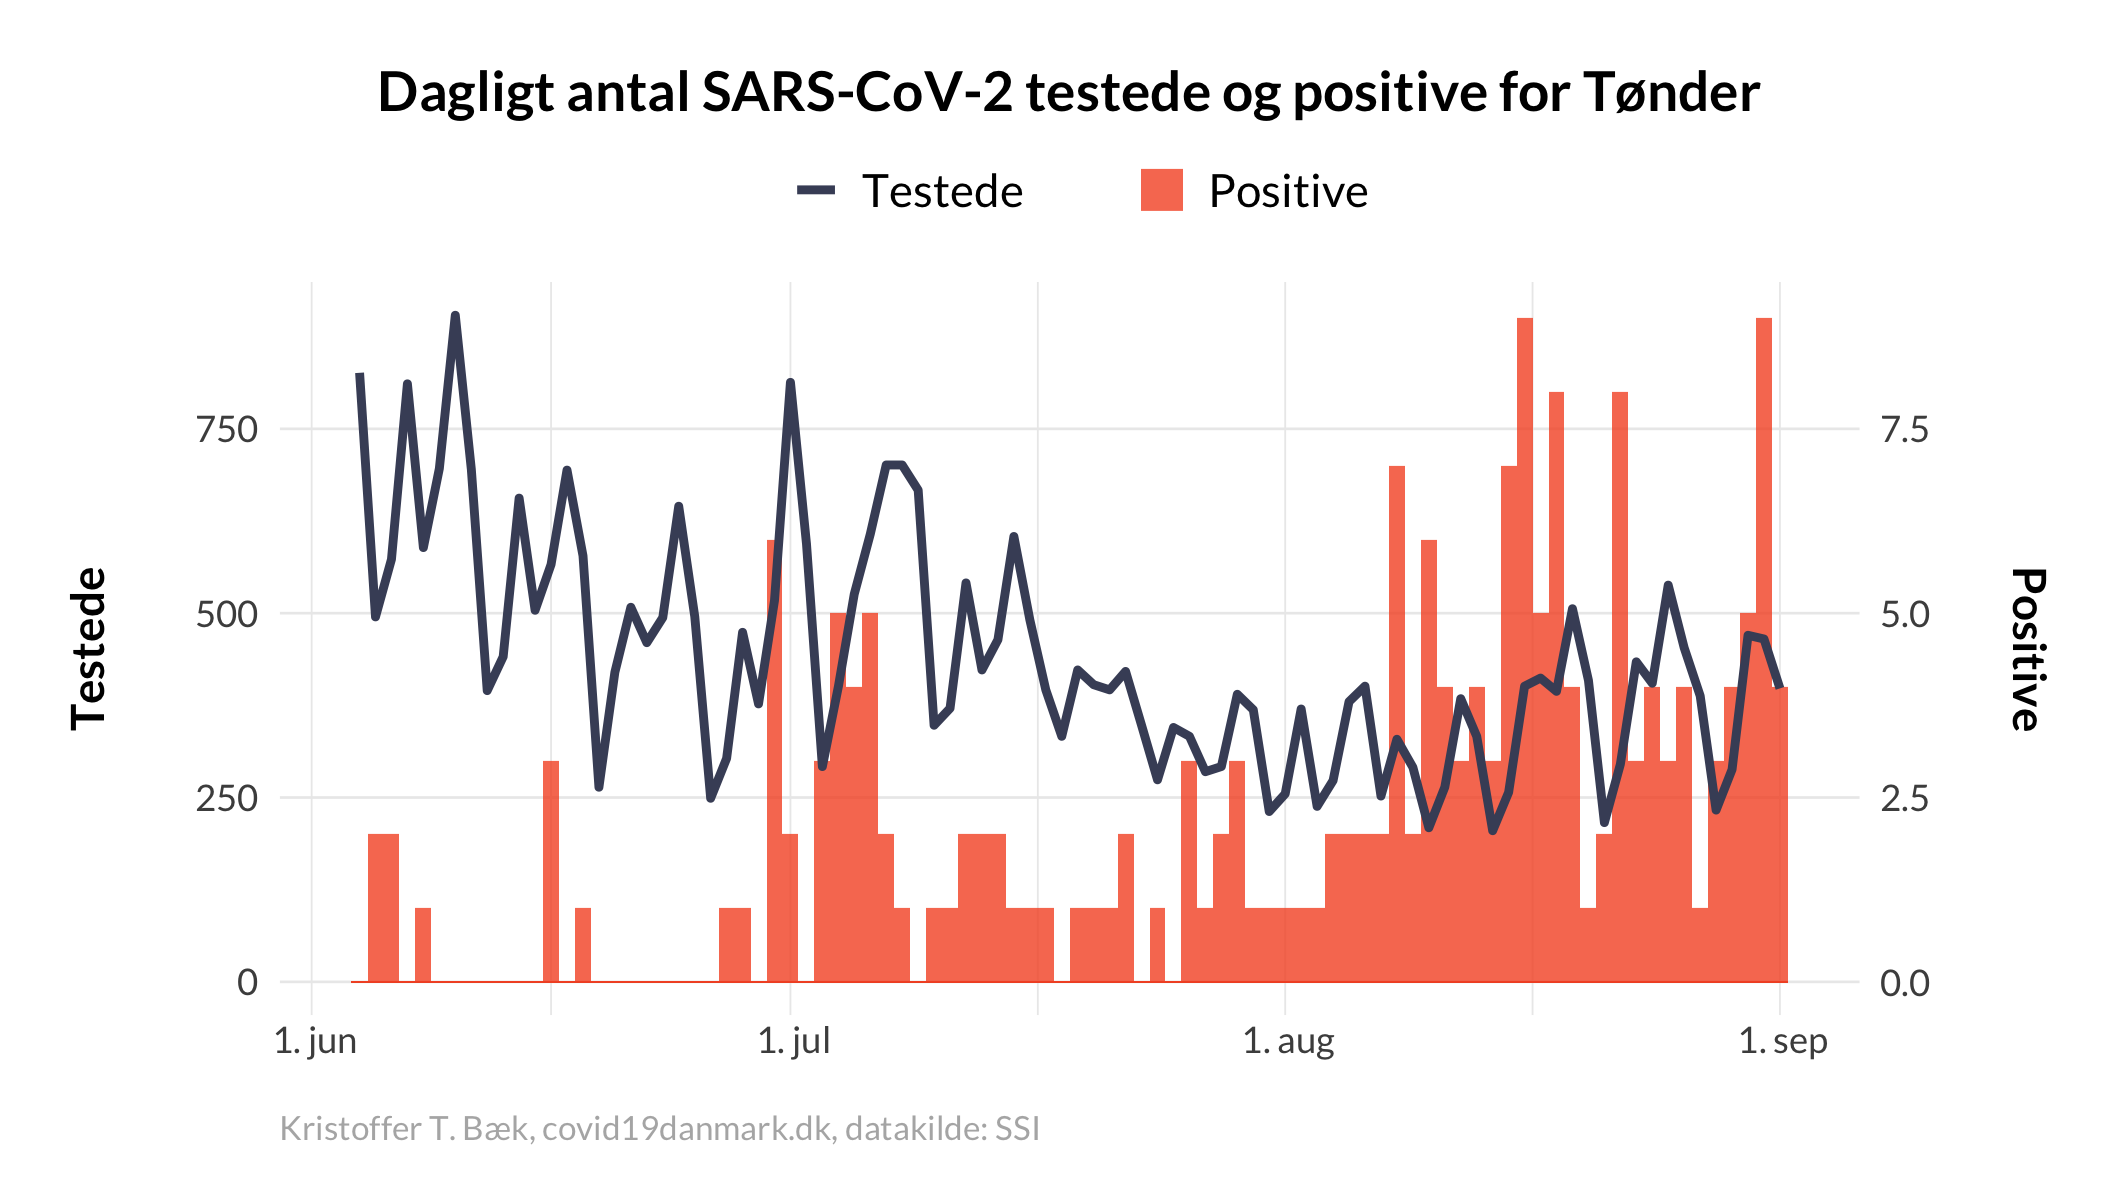 Dagligt antal SARS-CoV-2 testede og positive for Tønder
Testede
Positive
Testede
750
500
250
0
7.5
5.0
2.5
0.0
Positive
1. jun
1. jul
1. aug
1. sep
Kristoffer T. Bæk, covid19danmark.dk, datakilde: SSI